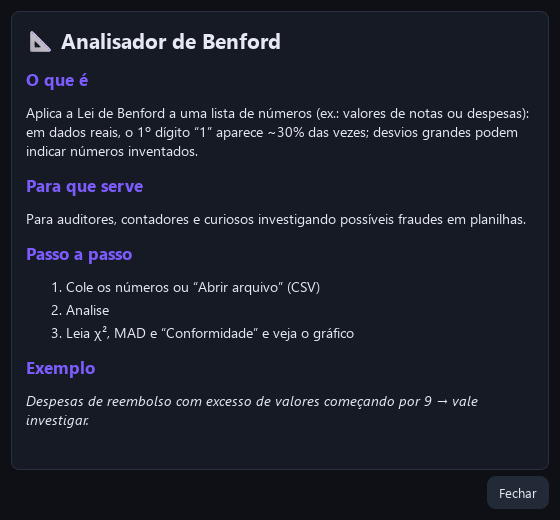 Analisador de Benford
O que é
Aplica a Lei de Benford a uma lista de números (ex.: valores de notas ou despesas):
em dados reais, o 1º dígito “1” aparece ~30% das vezes; desvios grandes podem
indicar números inventados.
Para que serve
Para auditores, contadores e curiosos investigando possíveis fraudes em planilhas.
Passo a passo
1. Cole os números ou “Abrir arquivo” (CSV)
2. Analise
3. Leia χ², MAD e “Conformidade” e veja o gráfico
Exemplo
Despesas de reembolso com excesso de valores começando por 9 → vale
investigar.
Fechar